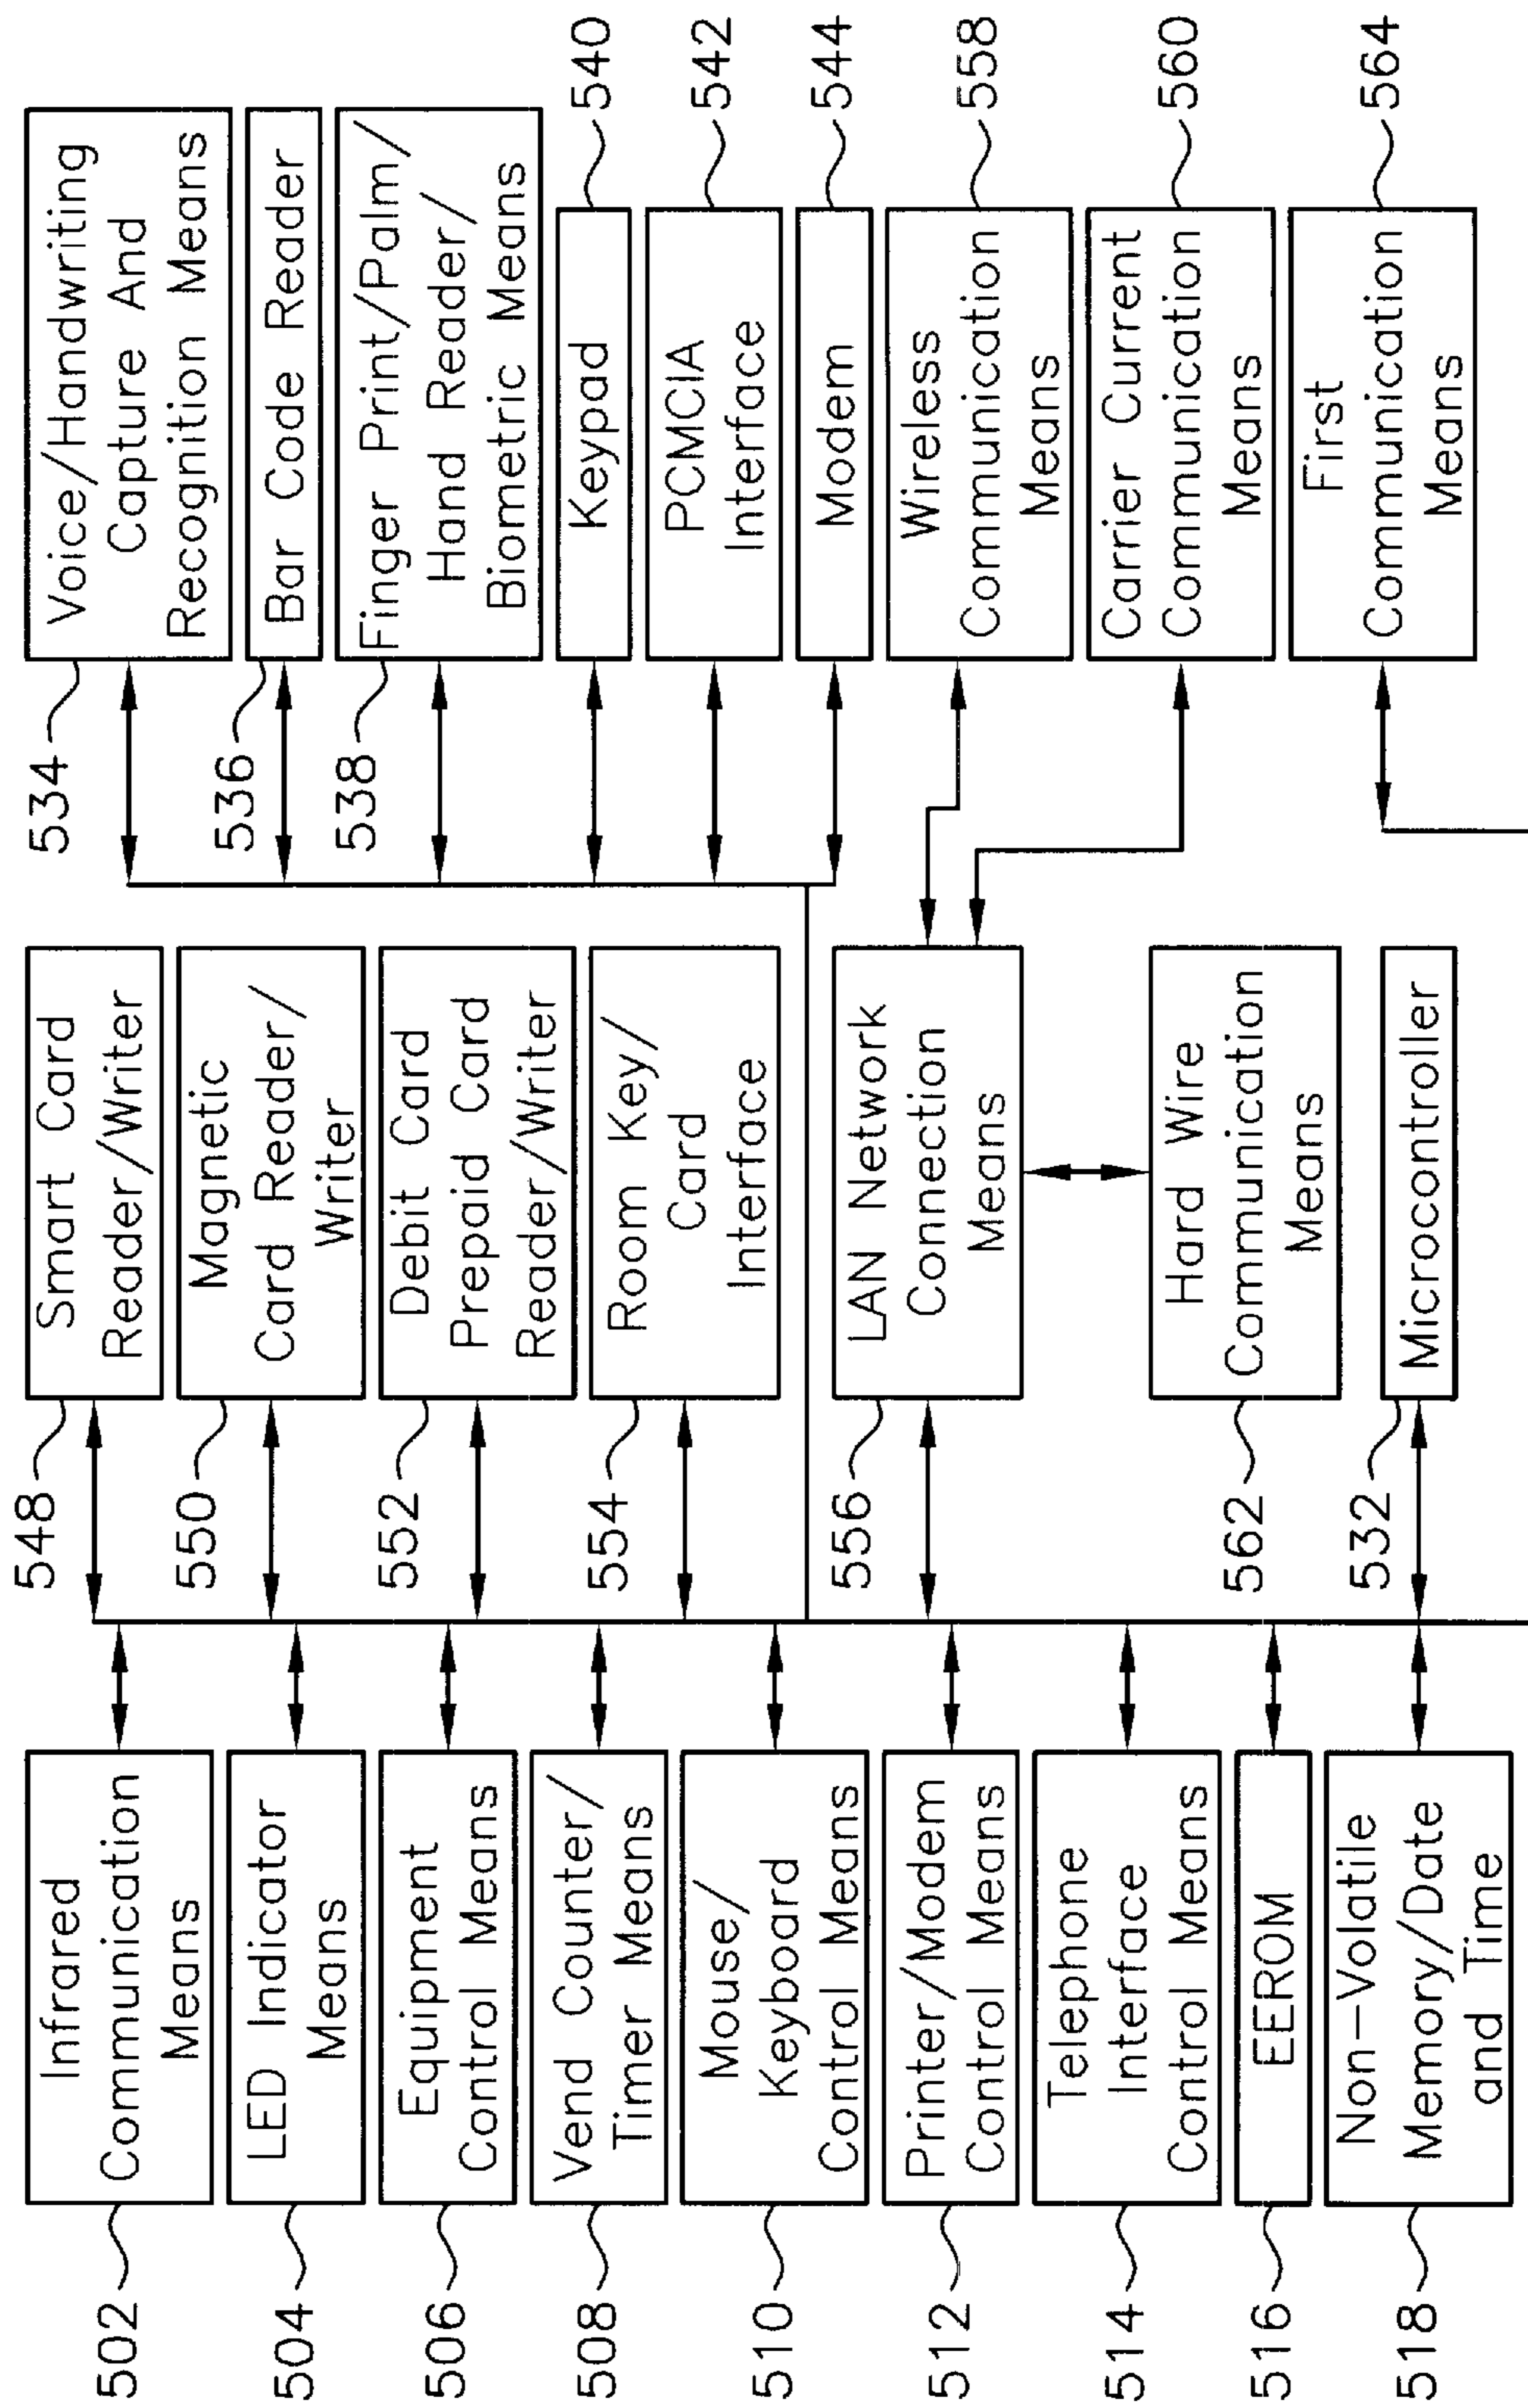 502
Infrared
Communication
Means
504
LED Indicator
Means
506
Equipment
Control Means
508
Vend Counter/
Timer Means
510
Mouse/
Keyboard
Control Means
512
Printer/Modem
Control Means
514
Telephone
Interface
Control Means
516
EEROM
518
Non-Volatile
Memory/Date
and Time
548
Smart Card
Reader/Writer
550
Magnetic
Card Reader/
Writer
552
Debit Card
Prepaid Card
Reader/Writer
554
Room Key/
Card
Interface
556
LAN Network
Connection
Means
562
Hard Wire
Communication
Means
532
Microcontroller
534
Voice/Handwriting
Capture And
Recognition Means
536
Bar Code Reader
538
Finger Print/Palm/
Hand Reader/
Biometric Means
Keypad
540
PCMCIA
Interface
542
Modem
544
Wireless
Communication
Means
558
Carrier Current
Communication
Means
560
First
Communication
Means
564